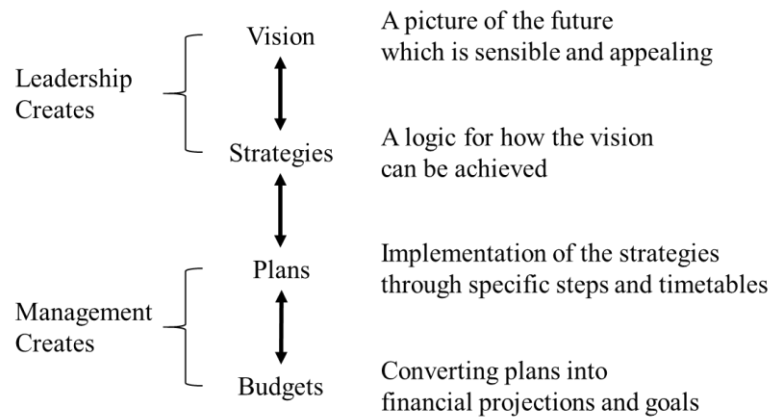 Vision
A picture of the future
which is sensible and appealing
Leadership
Creates
Strategies
A logic for how the vision
can be achieved
Plans
Implementation of the strategies
through specific steps and timetables
Management
Creates
Budgets
Converting plans into
financial projections and goals